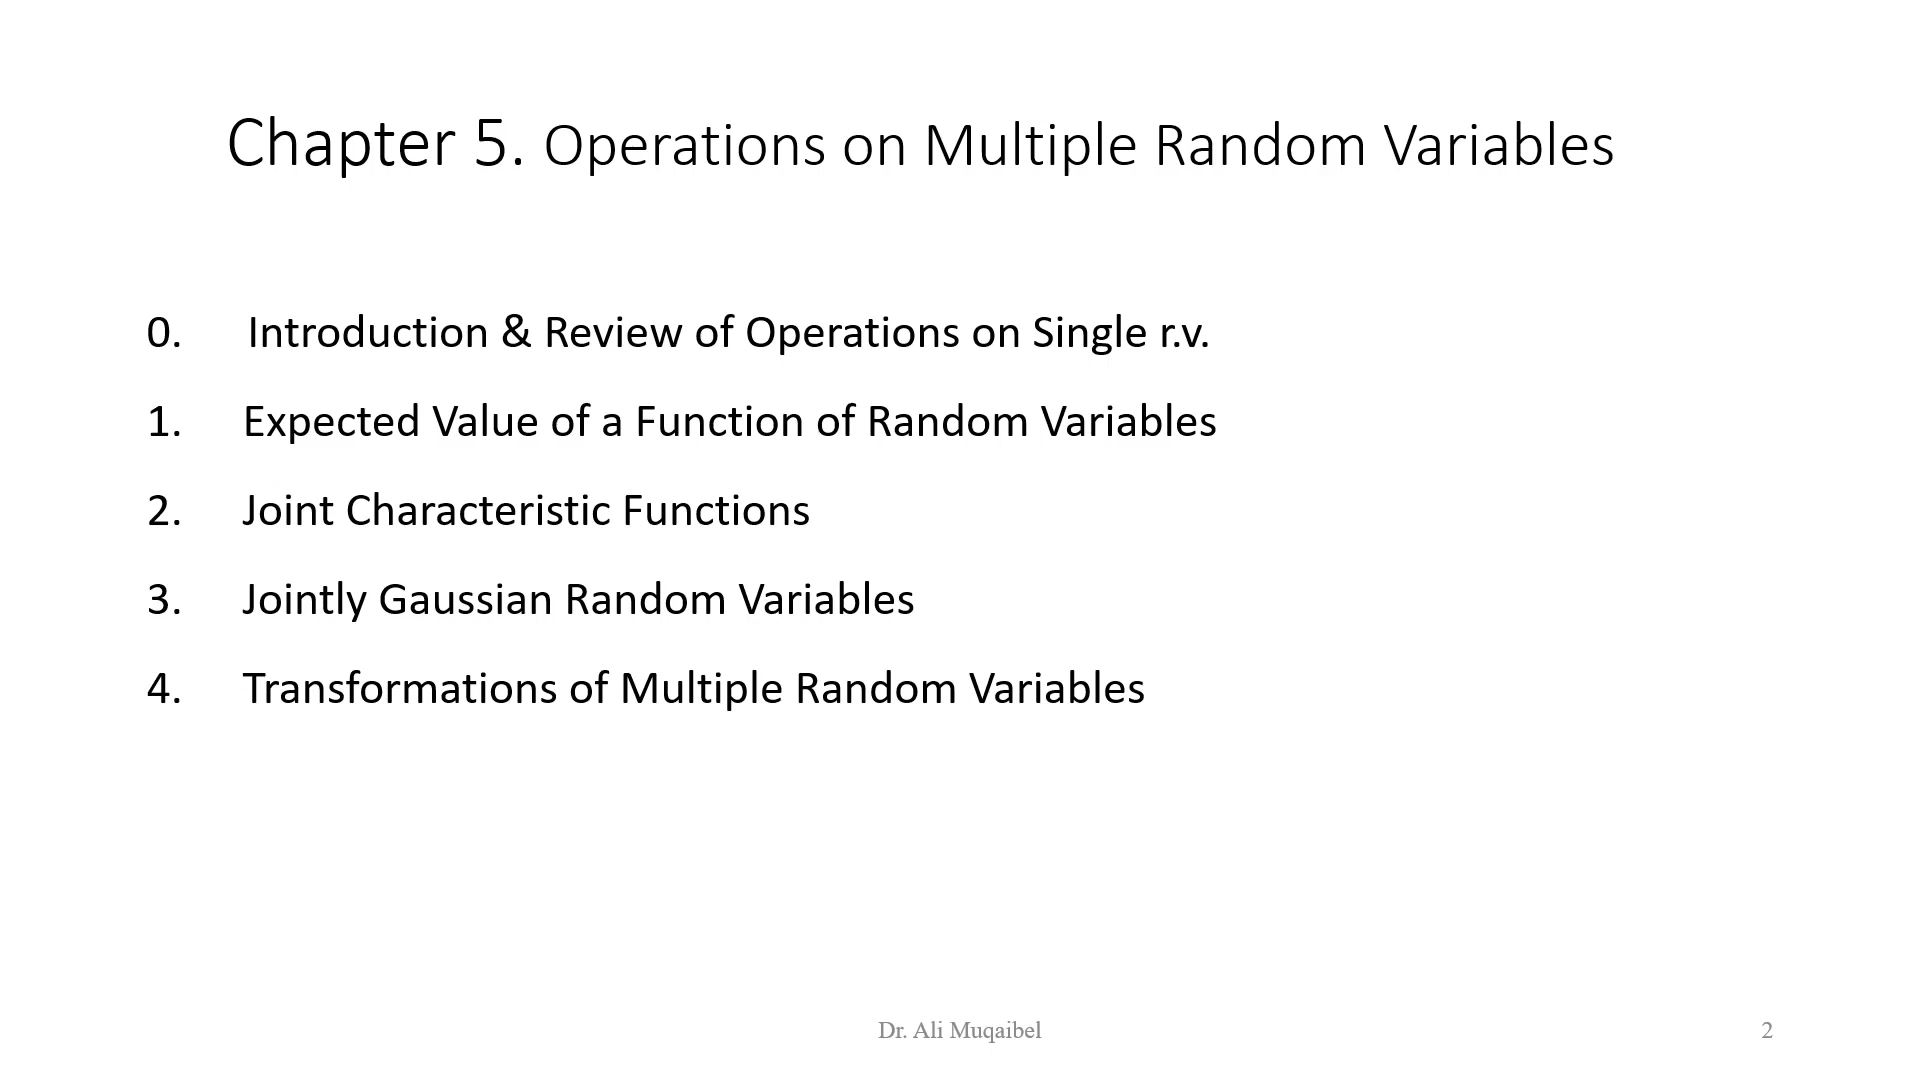 Chapter 5. Operations on Multiple Random Variables
0. Introduction & Review of Operations on Single r.v.
1. Expected Value of a Function of Random Variables
2. Joint Characteristic Functions
3. Jointly Gaussian Random Variables
4. Transformations of Multiple Random Variables
Dr. Ali Muqaibel 2